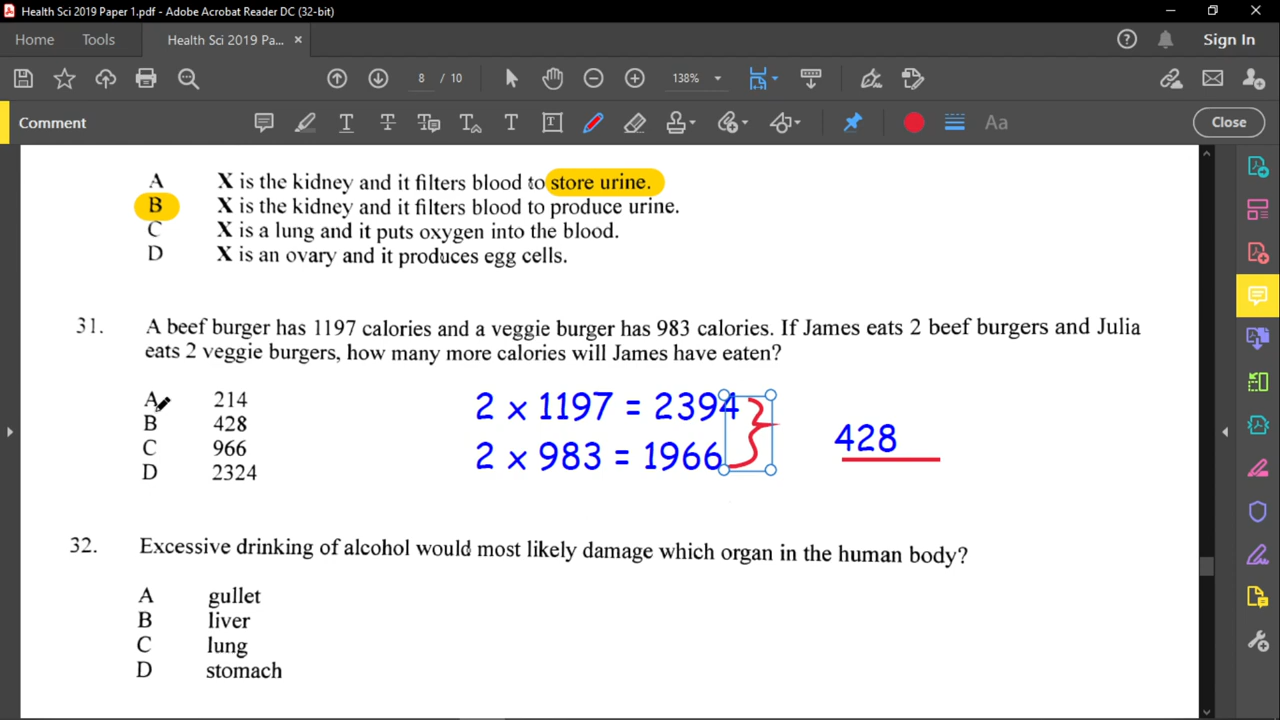 Health Sci 2019 Paper 1.pdf - Adobe Acrobat Reader DC (32-bit)
Home Tools Health Sci 2019 Pa... × Sign In
8 / 10 138%
Comment Aa Close
A X is the kidney and it filters blood to store urine.
B X is the kidney and it filters blood to produce urine.
C X is a lung and it puts oxygen into the blood.
D X is an ovary and it produces egg cells.
31. A beef burger has 1197 calories and a veggie burger has 983 calories. If James eats 2 beef burgers and Julia
eats 2 veggie burgers, how many more calories will James have eaten?
A 214
B 428
C 966
D 2324
2 x 1197 = 2394
2 x 983 = 1966
428
32. Excessive drinking of alcohol would most likely damage which organ in the human body?
A gullet
B liver
C lung
D stomach